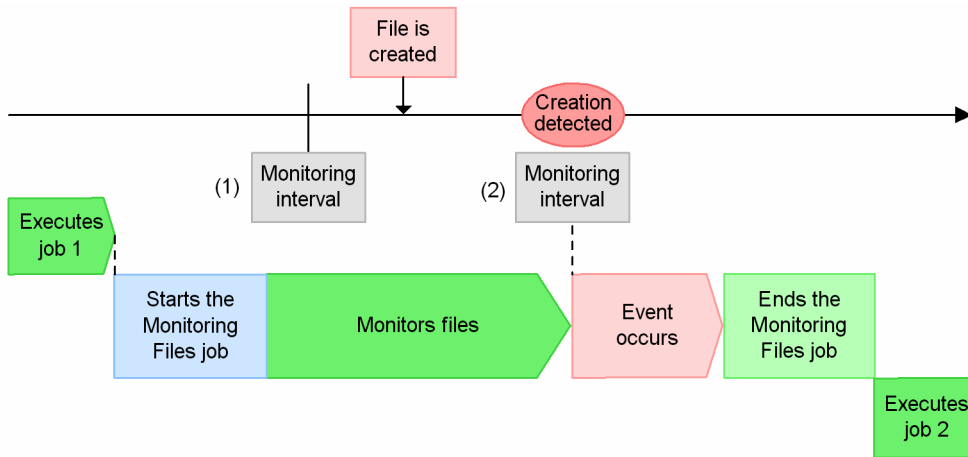 File is
created
Creation
detected
(1)
Monitoring
interval
(2)
Monitoring
interval
Executes
job 1
Starts the
Monitoring
Files job
Monitors files
Event
occurs
Ends the
Monitoring
Files job
Executes
job 2